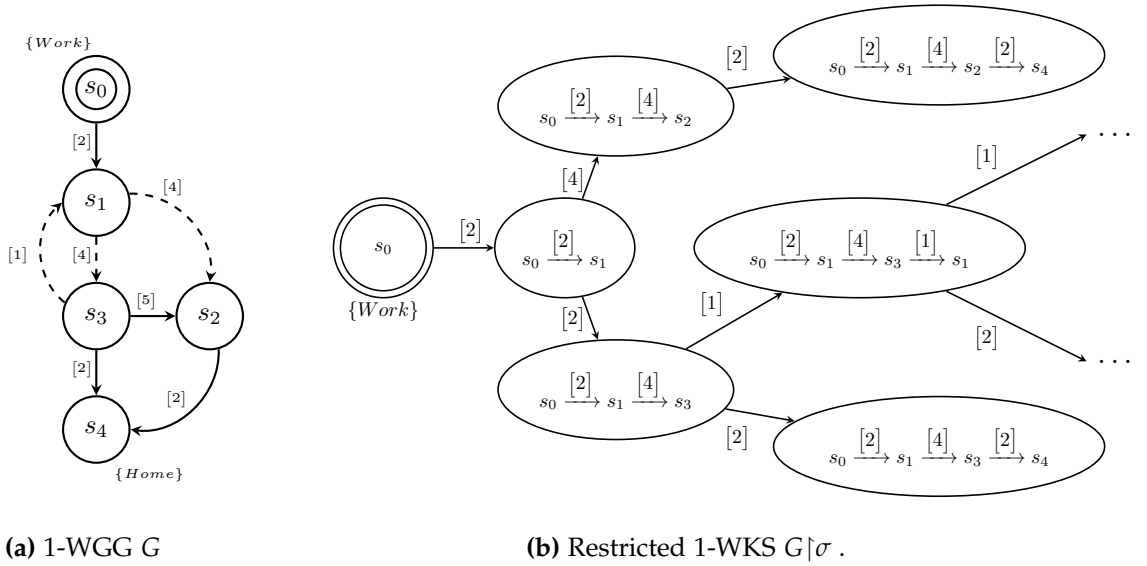 {Work}
s0
[2]
s1
[4]
[1]
[4]
s3
[5]
s2
[2]
[2]
s4
{Home}
(a) 1-WGG G
s0 [2]→ s1 [4]→ s2 [2]→ s4
[2]
s0 [2]→ s1 [4]→ s2
[1]
· · ·
[4]
s0
{Work}
[2]
s0 [2]→ s1
s0 [2]→ s1 [4]→ s3 [1]→ s1
[2]
[1]
[2]
· · ·
s0 [2]→ s1 [4]→ s3
[2]
s0 [2]→ s1 [4]→ s3 [2]→ s4
(b) Restricted 1-WKS G↾σ .